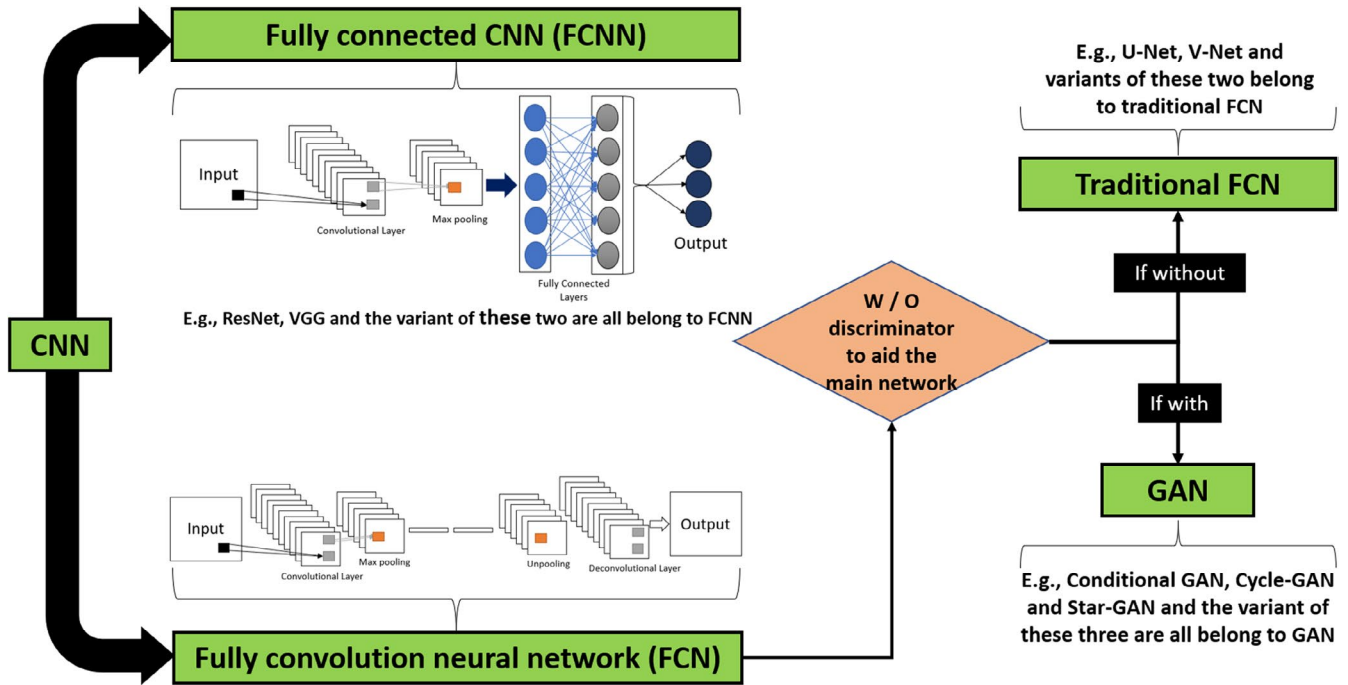 Fully connected CNN (FCNN)
Input
Convolutional Layer
Max pooling
Fully Connected
Layers
Output
E.g., ResNet, VGG and the variant of these two are all belong to FCNN
CNN
Input
Convolutional Layer
Max pooling
Unpooling
Deconvolutional Layer
Output
Fully convolution neural network (FCN)
W / O
discriminator
to aid the
main network
E.g., U-Net, V-Net and
variants of these two belong
to traditional FCN
Traditional FCN
If without
If with
GAN
E.g., Conditional GAN, Cycle-GAN
and Star-GAN and the variant of
these three are all belong to GAN